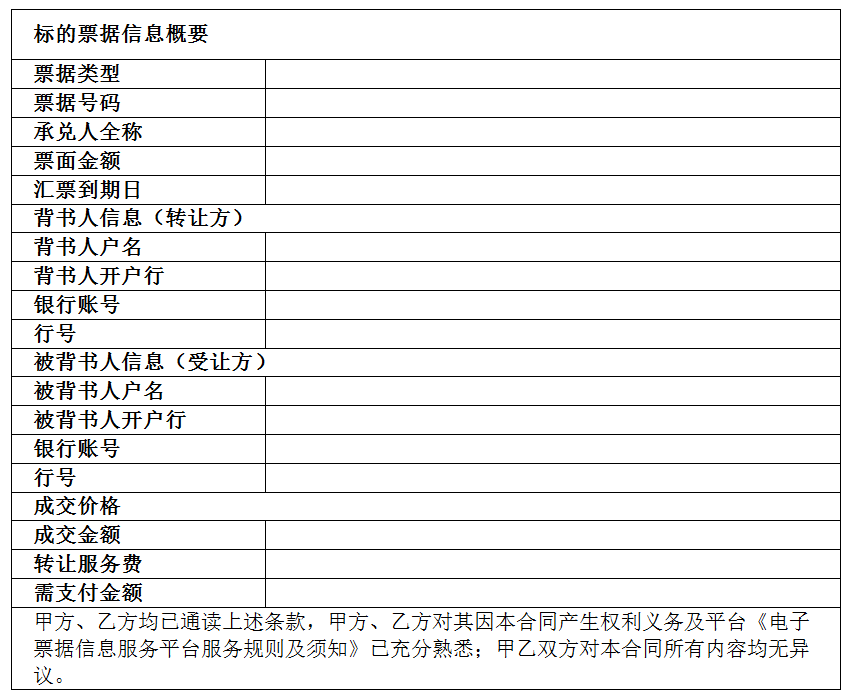 标的票据信息概要
票据类型
票据号码
承兑人全称
票面金额
汇票到期日
背书人信息（转让方）
背书人户名
背书人开户行
银行账号
行号
被背书人信息（受让方）
被背书人户名
被背书人开户行
银行账号
行号
成交价格
成交金额
转让服务费
需支付金额
甲方、乙方均已通读上述条款，甲方、乙方对其因本合同产生权利义务及平台《电子
票据信息服务平台服务规则及须知》已充分熟悉；甲乙双方对本合同所有内容均无异
议。